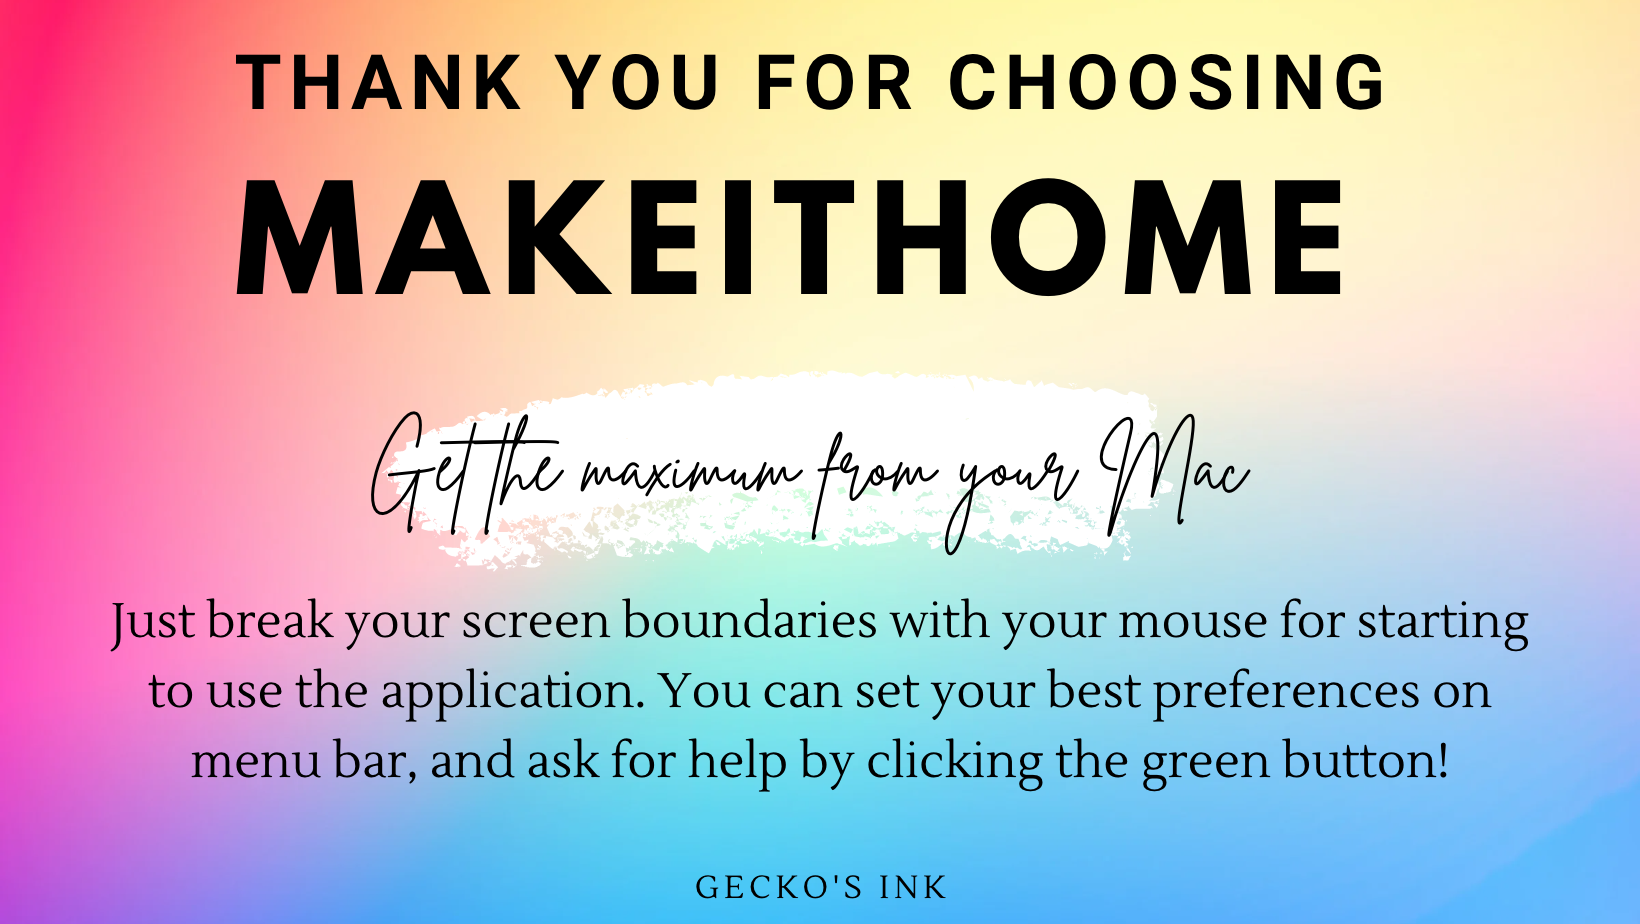 THANK YOU FOR CHOOSING
MAKEITHOME
Get the maximum from your Mac
Just break your screen boundaries with your mouse for starting
to use the application. You can set your best preferences on
menu bar, and ask for help by clicking the green button!
GECKO'S INK